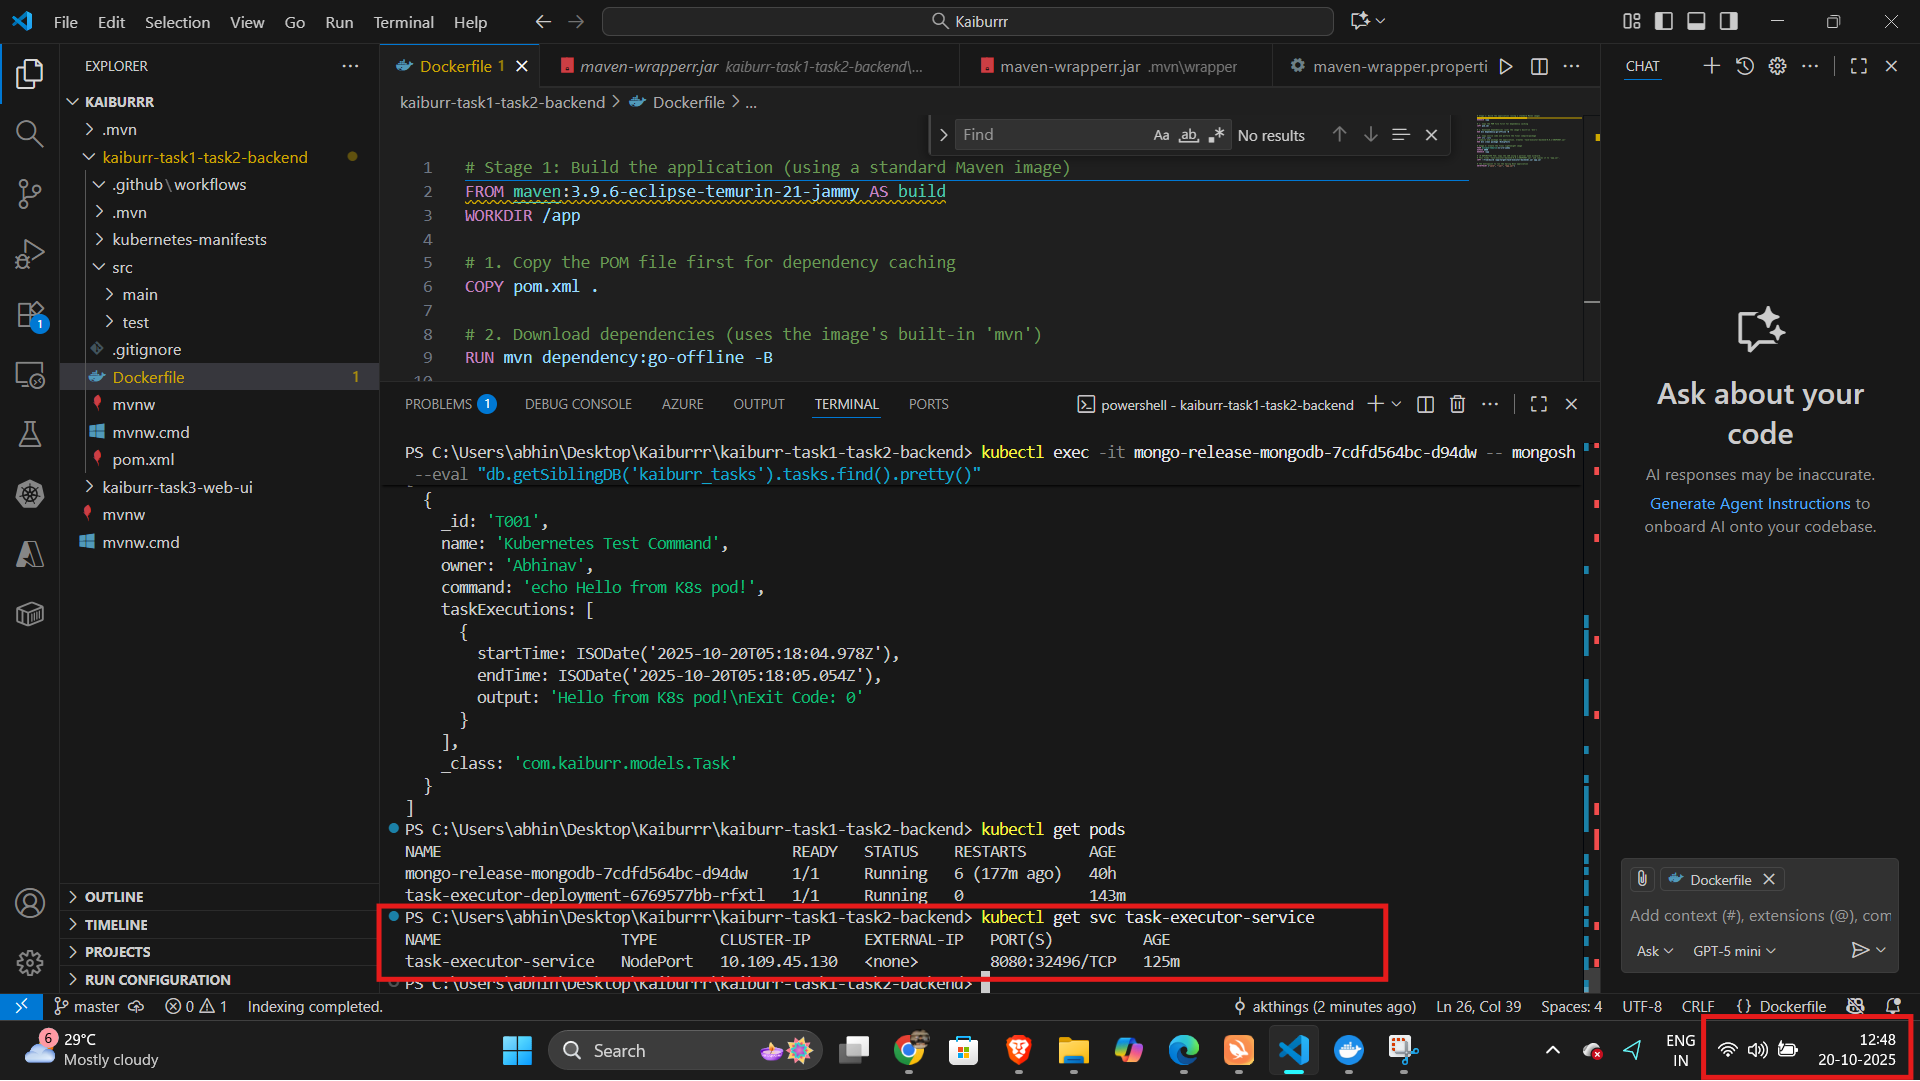 File Edit Selection View Go Run Terminal Help
Kaiburrr
EXPLORER
KAIBURRR
.mvn
kaiburr-task1-task2-backend
.github\workflows
.mvn
kubernetes-manifests
src
main
test
.gitignore
Dockerfile 1
mvnw
mvnw.cmd
pom.xml
kaiburr-task3-web-ui
mvnw
mvnw.cmd
OUTLINE
TIMELINE
PROJECTS
RUN CONFIGURATION
1
Dockerfile 1
maven-wrapperr.jar kaiburr-task1-task2-backend\...
maven-wrapperr.jar .mvn\wrapper
maven-wrapper.properti
kaiburr-task1-task2-backend > Dockerfile > ...
Find Aa ab No results
1 # Stage 1: Build the application (using a standard Maven image)
2 FROM maven:3.9.6-eclipse-temurin-21-jammy AS build
3 WORKDIR /app
4
5 # 1. Copy the POM file first for dependency caching
6 COPY pom.xml .
7
8 # 2. Download dependencies (uses the image's built-in 'mvn')
9 RUN mvn dependency:go-offline -B
10
PROBLEMS 1 DEBUG CONSOLE AZURE OUTPUT TERMINAL PORTS
powershell - kaiburr-task1-task2-backend
PS C:\Users\abhin\Desktop\Kaiburrr\kaiburr-task1-task2-backend> kubectl exec -it mongo-release-mongodb-7cdfd564bc-d94dw -- mongosh
--eval "db.getSiblingDB('kaiburr_tasks').tasks.find().pretty()"
{
_id: 'T001',
name: 'Kubernetes Test Command',
owner: 'Abhinav',
command: 'echo Hello from K8s pod!',
taskExecutions: [
{
startTime: ISODate('2025-10-20T05:18:04.978Z'),
endTime: ISODate('2025-10-20T05:18:05.054Z'),
output: 'Hello from K8s pod!\nExit Code: 0'
}
],
_class: 'com.kaiburr.models.Task'
}
]
PS C:\Users\abhin\Desktop\Kaiburrr\kaiburr-task1-task2-backend> kubectl get pods
NAME READY STATUS RESTARTS AGE
mongo-release-mongodb-7cdfd564bc-d94dw 1/1 Running 6 (177m ago) 40h
task-executor-deployment-6769577bb-rfxtl 1/1 Running 0 143m
PS C:\Users\abhin\Desktop\Kaiburrr\kaiburr-task1-task2-backend> kubectl get svc task-executor-service
NAME TYPE CLUSTER-IP EXTERNAL-IP PORT(S) AGE
task-executor-service NodePort 10.109.45.130 <none> 8080:32496/TCP 125m
PS C:\Users\abhin\Desktop\Kaiburrr\kaiburr-task1-task2-backend>
CHAT
Ask about your
code
AI responses may be inaccurate.
Generate Agent Instructions to
onboard AI onto your codebase.
Dockerfile
Add context (#), extensions (@), com
Ask GPT-5 mini
master 0 1 Indexing completed.
akthings (2 minutes ago) Ln 26, Col 39 Spaces: 4 UTF-8 CRLF {} Dockerfile
6
29°C
Mostly cloudy
Search
ENG
IN
12:48
20-10-2025